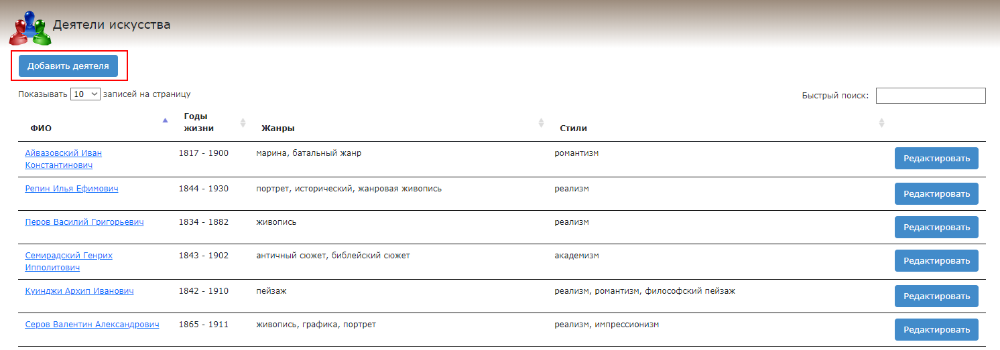 Деятели искусства
Добавить деятеля
Показывать 10 записей на страницу
Быстрый поиск:
ФИО Годы жизни Жанры Стили
Айвазовский Иван Константинович 1817 - 1900 марина, батальный жанр романтизм Редактировать
Репин Илья Ефимович 1844 - 1930 портрет, исторический, жанровая живопись реализм Редактировать
Перов Василий Григорьевич 1834 - 1882 живопись реализм Редактировать
Семирадский Генрих Ипполитович 1843 - 1902 античный сюжет, библейский сюжет академизм Редактировать
Куинджи Архип Иванович 1842 - 1910 пейзаж реализм, романтизм, философский пейзаж Редактировать
Серов Валентин Александрович 1865 - 1911 живопись, графика, портрет реализм, импрессионизм Редактировать